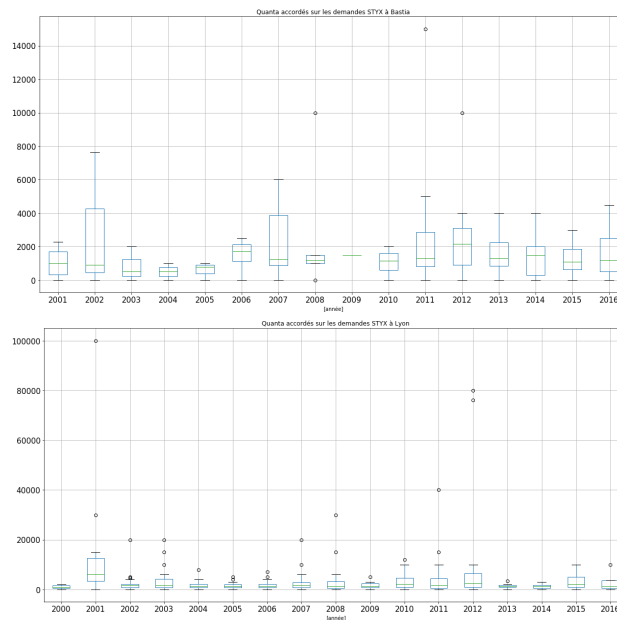 Quanta accordés sur les demandes STYX à Bastia
14000
12000
10000
8000
6000
4000
2000
0
2001 2002 2003 2004 2005 2006 2007 2008 2009 2010 2011 2012 2013 2014 2015 2016
[année]
Quanta accordés sur les demandes STYX à Lyon
100000
80000
60000
40000
20000
0
2000 2001 2002 2003 2004 2005 2006 2007 2008 2009 2010 2011 2012 2013 2014 2015 2016
[année]